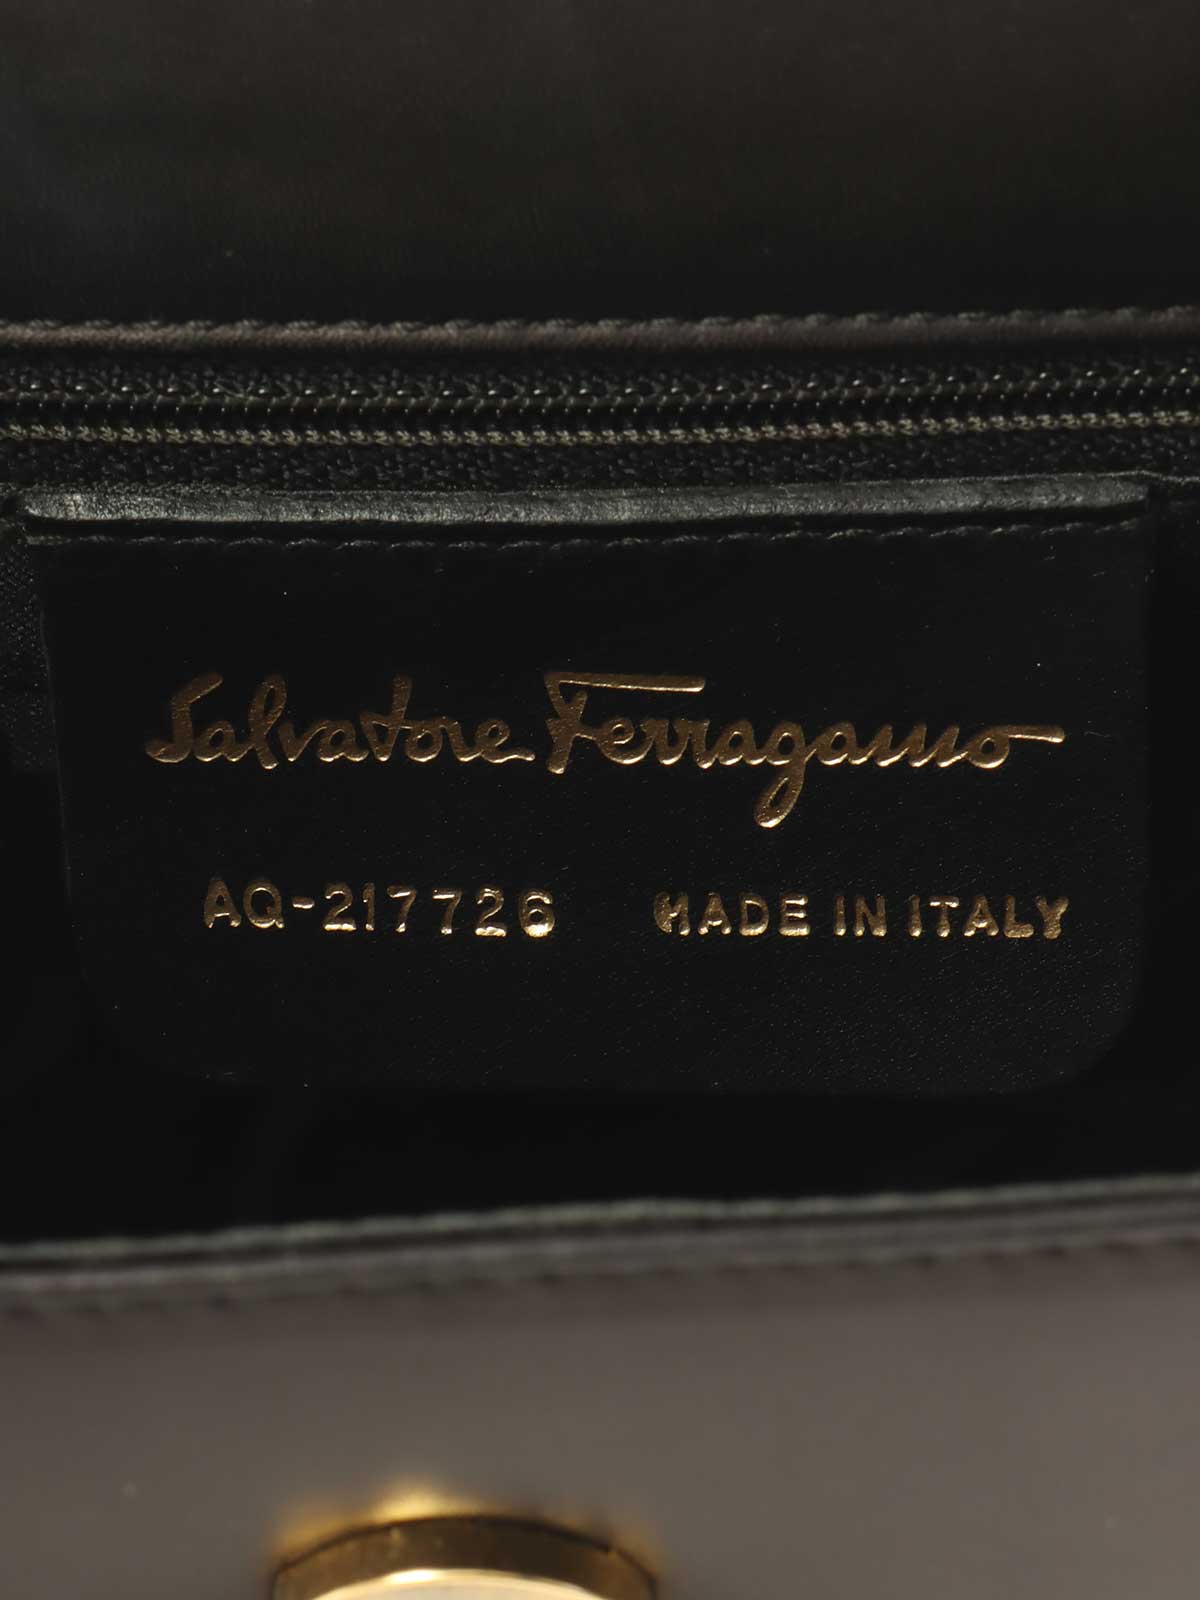 Salvatore Ferragamo
AQ-217726 MADE IN ITALY